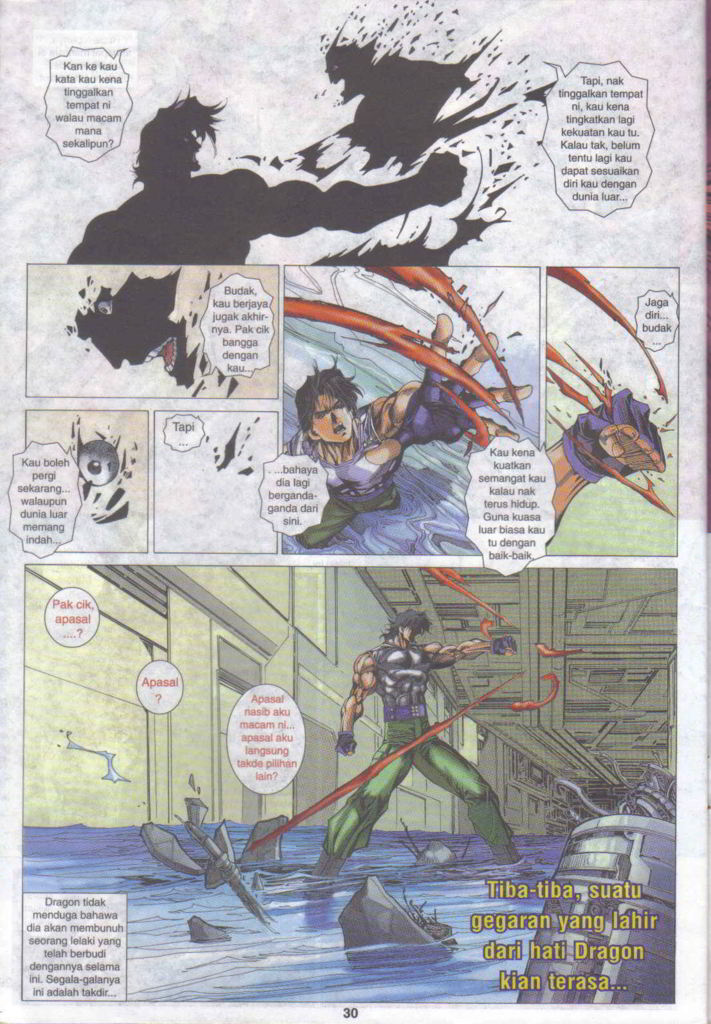 Kan ke kau
kata kau kena
tinggalkan
tempat ni
walau macam
mana
sekalipun?
Tapi, nak
tinggalkan tempat
ni, kau kena
tingkatkan lagi
kekuatan kau tu.
Kalau tak, belum
tentu lagi kau
dapat sesuaikan
diri kau dengan
dunia luar...
Budak,
kau berjaya
jugak akhir-
nya. Pak cik
bangga
dengan
kau...
Kau boleh
pergi
sekarang...
walaupun
dunia luar
memang
indah...
Tapi
...
...bahaya
dia lagi
berganda-
ganda dari
sini.
Kau kena
kuatkan
semangat kau
kalau nak
terus hidup.
Guna kuasa
luar biasa kau
tu dengan
baik-baik.
Jaga
diri...
budak
...
Pak cik,
apasal
....?
Apasal
?
Apasal
nasib aku
macam ni...
apasal aku
langsung
takde pilihan
lain?
Dragon tidak
menduga bahawa
dia akan membunuh
seorang lelaki yang
telah berbudi
dengannya selama
ini. Segala-galanya
ini adalah takdir...
Tiba-tiba, suatu
gegaran yang lahir
dari hati Dragon
kian terasa...
30